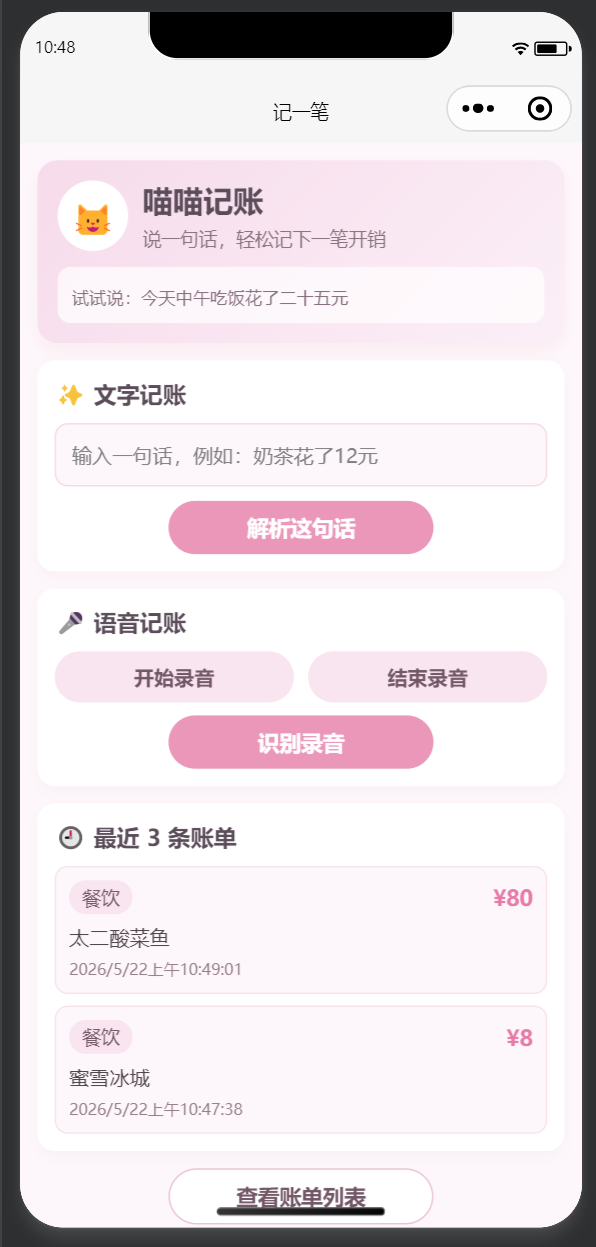 10:48
记一笔
喵喵记账
说一句话，轻松记下一笔开销
试试说：今天中午吃饭花了二十五元
文字记账
输入一句话，例如：奶茶花了12元
解析这句话
语音记账
开始录音 结束录音
识别录音
最近 3 条账单
餐饮 ¥80
太二酸菜鱼
2026/5/22上午10:49:01
餐饮 ¥8
蜜雪冰城
2026/5/22上午10:47:38
查看账单列表